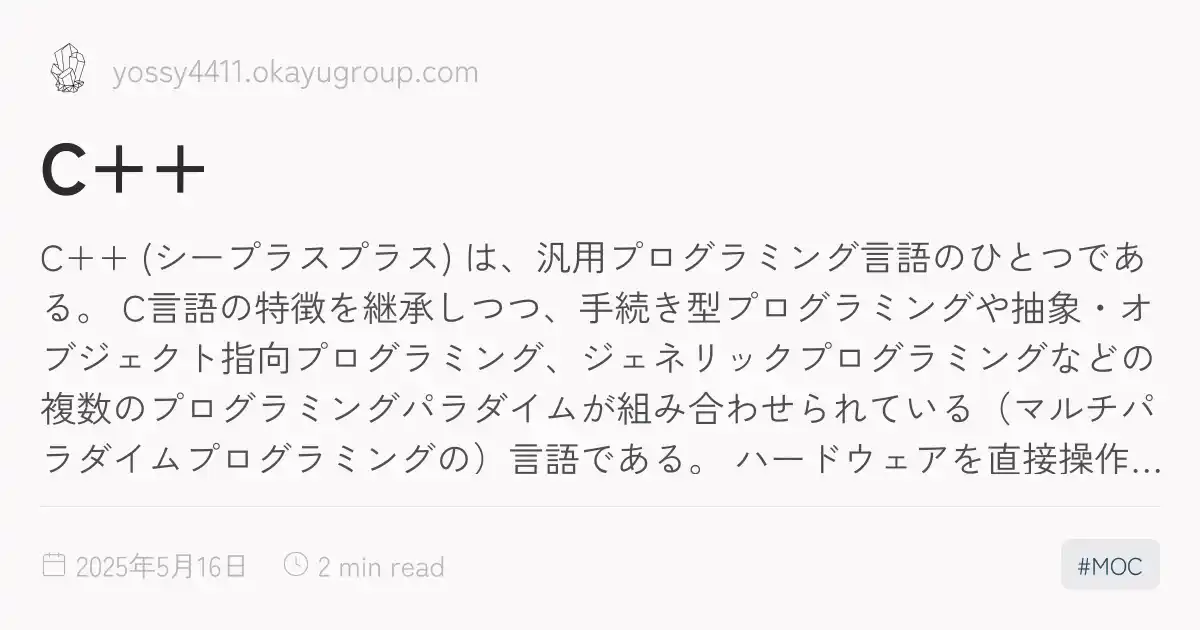 yossy4411.okayugroup.com
C++
C++ (シープラスプラス) は、汎用プログラミング言語のひとつであ
る。 C言語の特徴を継承しつつ、手続き型プログラミングや抽象・オ
ブジェクト指向プログラミング、ジェネリックプログラミングなどの
複数のプログラミングパラダイムが組み合わせられている（マルチパ
ラダイムプログラミングの）言語である。 ハードウェアを直接操作…
2025年5月16日 2 min read
#MOC